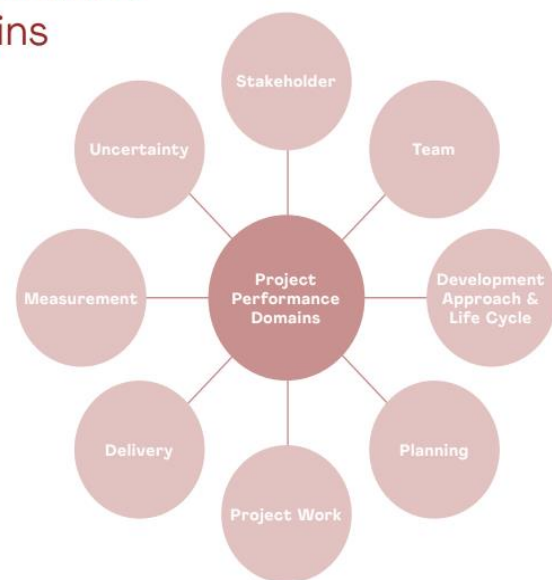 ins
Stakeholder
Team
Development
Approach &
Life Cycle
Planning
Project Work
Delivery
Measurement
Uncertainty
Project
Performance
Domains